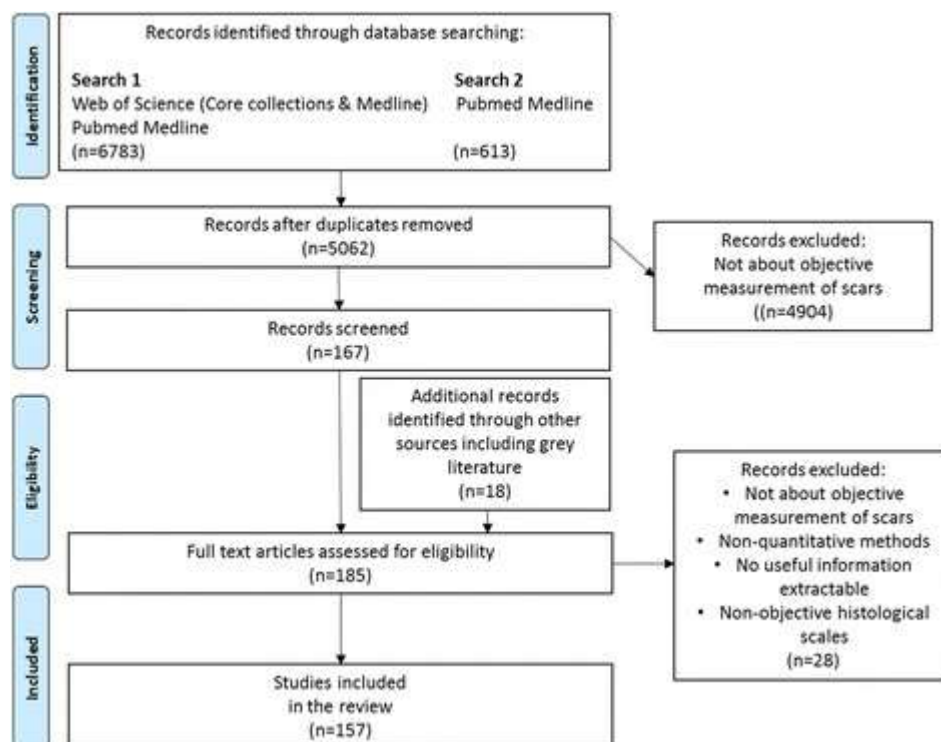 Identification
Records identified through database searching:
Search 1
Web of Science (Core collections & Medline)
Pubmed Medline
(n=6783)
Search 2
Pubmed Medline
(n=613)
Screening
Records after duplicates removed
(n=5062)
Records excluded:
Not about objective
measurement of scars
((n=4904)
Records screened
(n=167)
Eligibility
Additional records
identified through other
sources including grey
literature
(n=18)
Full text articles assessed for eligibility
(n=185)
Records excluded:
• Not about objective
measurement of scars
• Non-quantitative methods
• No useful information
extractable
• Non-objective histological
scales
(n=28)
Included
Studies included
in the review
(n=157)